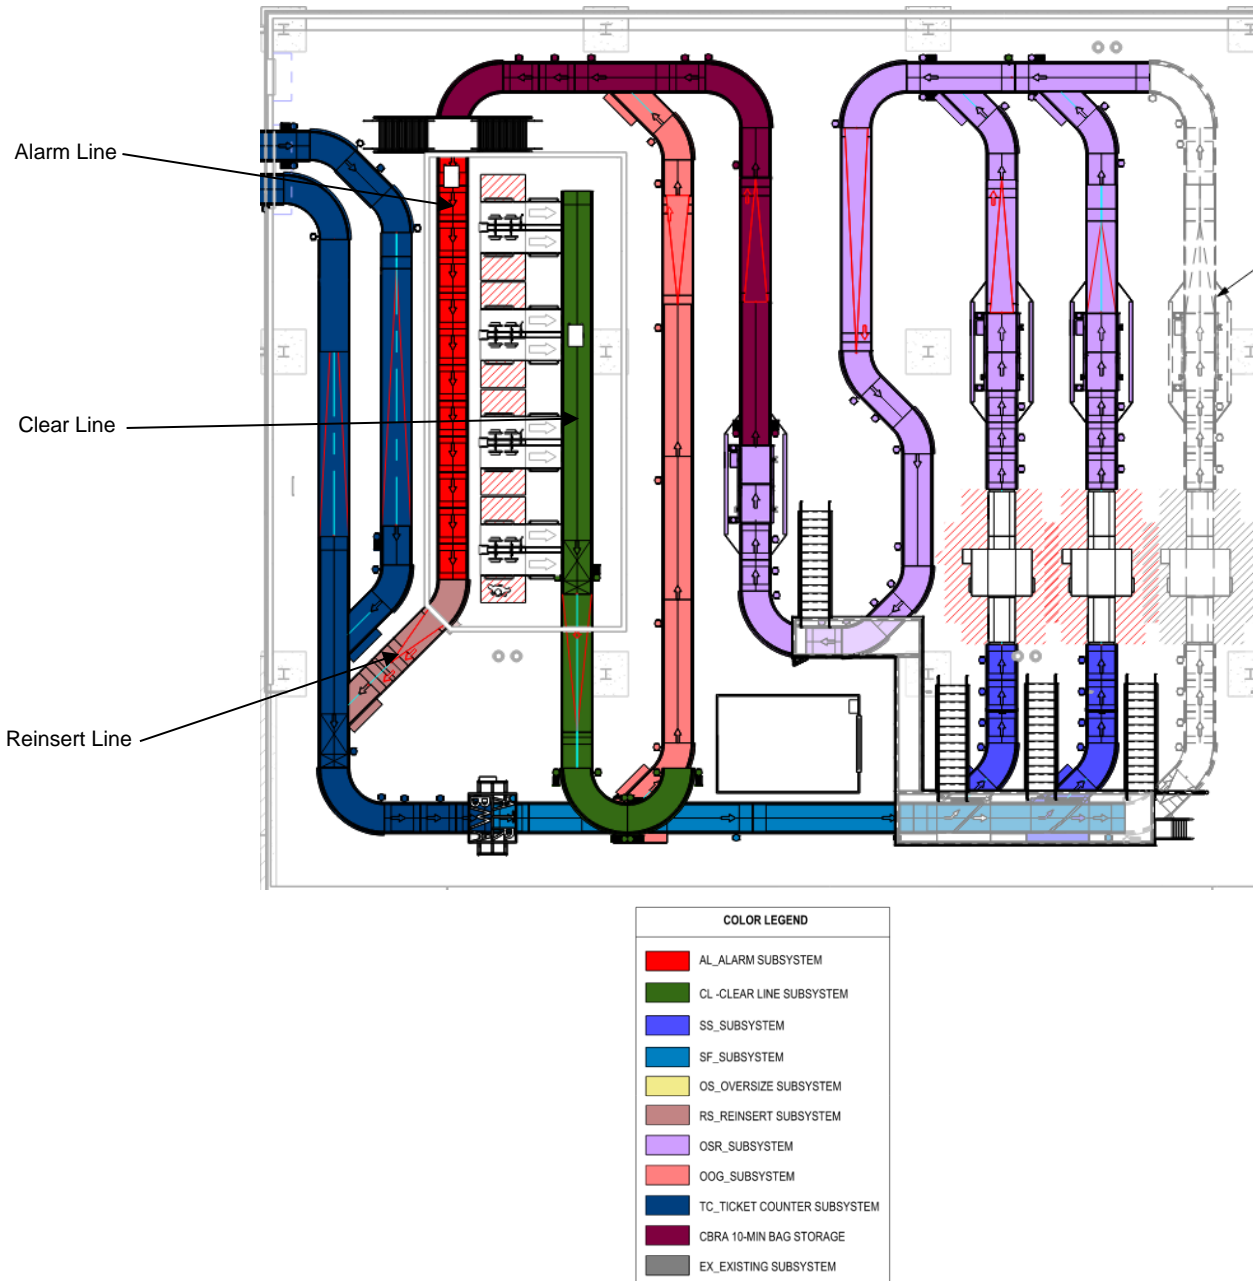 Alarm Line
Clear Line
Reinsert Line
COLOR LEGEND
AL_ALARM SUBSYSTEM
CL -CLEAR LINE SUBSYSTEM
SS_SUBSYSTEM
SF_SUBSYSTEM
OS_OVERSIZE SUBSYSTEM
RS_REINSERT SUBSYSTEM
OSR_SUBSYSTEM
OOG_SUBSYSTEM
TC_TICKET COUNTER SUBSYSTEM
CBRA 10-MIN BAG STORAGE
EX_EXISTING SUBSYSTEM